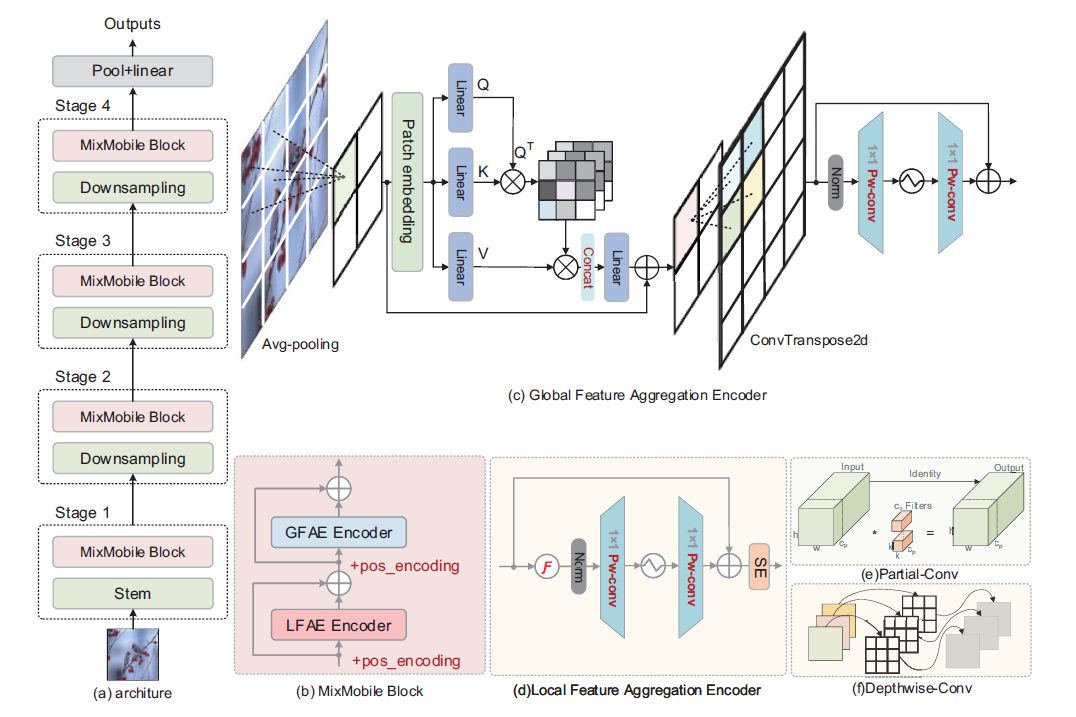 Outputs
Pool+linear
Stage 4
MixMobile Block
Downsampling
Stage 3
MixMobile Block
Downsampling
Stage 2
MixMobile Block
Downsampling
Stage 1
MixMobile Block
Stem
(a) architure
Avg-pooling
Patch embedding
Linear
Q
Linear
K
Linear
V
Q^T
Concat
Linear
ConvTranspose2d
Norm
1×1 Pw-conv
1×1 Pw-conv
(c) Global Feature Aggregation Encoder
GFAE Encoder
+pos_encoding
LFAE Encoder
+pos_encoding
(b) MixMobile Block
F
Norm
1×1 Pw-conv
1×1 Pw-conv
SE
(d)Local Feature Aggregation Encoder
Input
Identity
Output
h
w
c_p
*
Filters
k
c_p
=
w
c_p
(e)Partial-Conv
(f)Depthwise-Conv